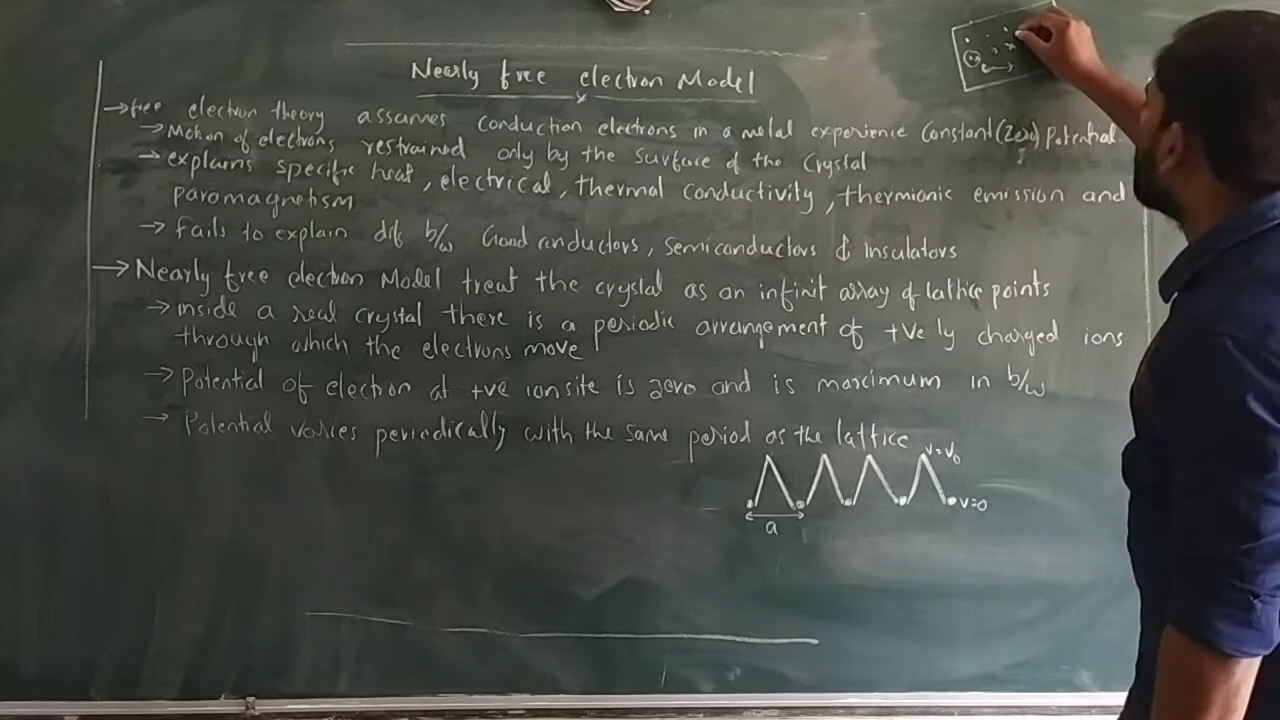 Nearly free electron Model
→ free electron theory assumes conduction electrons in a metal experience Constant (Zero) Potential.
→ Motion of electrons restrained only by the Surface of the Crystal
→ explains specific heat, electrical, thermal conductivity, thermionic emission and
paramagnetism
→ fails to explain dif b/w Good conductors, semiconductors & insulators
→ Nearly free electron Model treat the crystal as an infinit array of lattice points
→ inside a real crystal there is a periodic arrangement of +ve ly charged ions
through which the electrons move
→ Potential of electron at +ve ion site is zero and is maximum in b/w
→ Potential varies periodically with the same period as the lattice
V=V₀
V=0
a